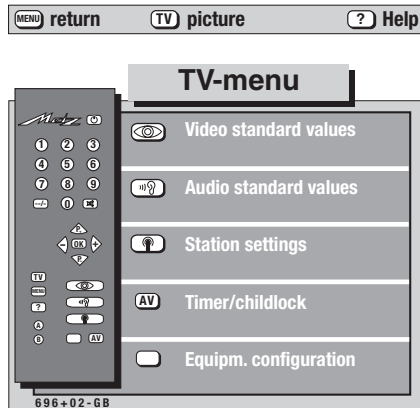 MENU return TV picture ? Help
TV-menu
Metz
1 2 3
4 5 6
7 8 9
--/- 0
P+
- OK +
P-
TV
MENU
?
A
B AV
Video standard values
Audio standard values
Station settings
AV Timer/childlock
Equipm. configuration
696+02-GB